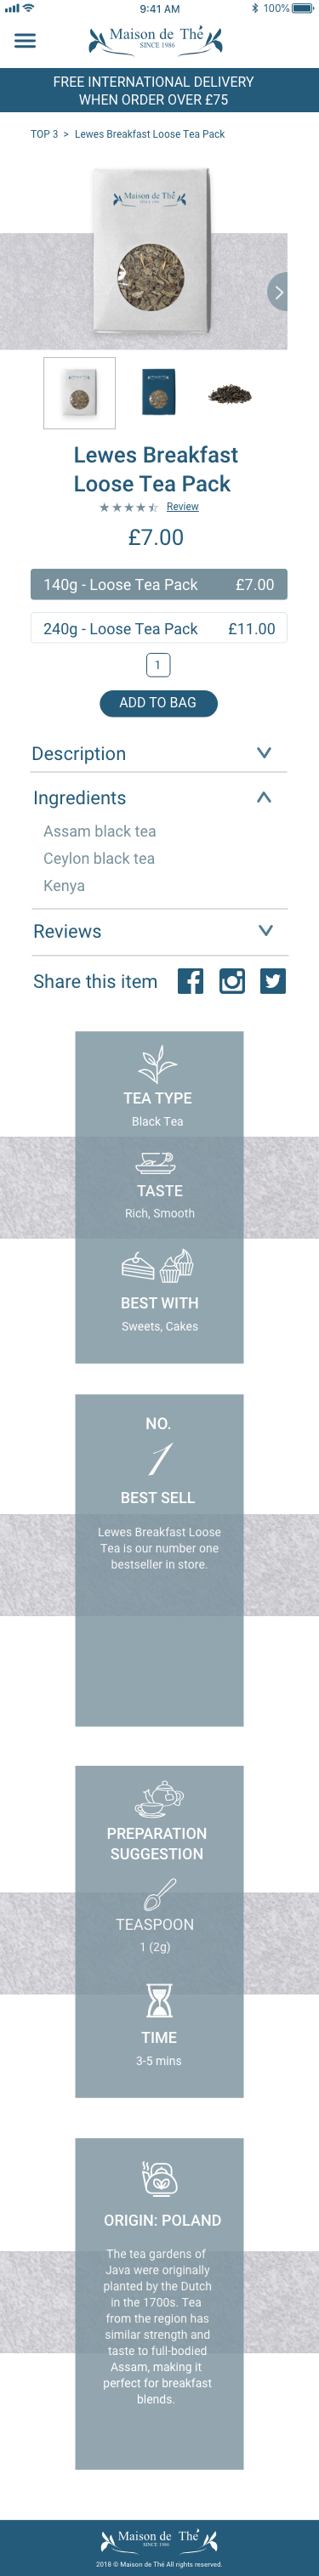 9:41 AM
100%
Maison de Thé
SINCE 1986
FREE INTERNATIONAL DELIVERY
WHEN ORDER OVER £75
TOP 3 > Lewes Breakfast Loose Tea Pack
Maison de Thé
SINCE 1986
Lewes Breakfast
Loose Tea Pack
Review
£7.00
140g - Loose Tea Pack £7.00
240g - Loose Tea Pack £11.00
1
ADD TO BAG
Description
Ingredients
Assam black tea
Ceylon black tea
Kenya
Reviews
Share this item
TEA TYPE
Black Tea
TASTE
Rich, Smooth
BEST WITH
Sweets, Cakes
NO.
1
BEST SELL
Lewes Breakfast Loose
Tea is our number one
bestseller in store.
PREPARATION
SUGGESTION
TEASPOON
1 (2g)
TIME
3-5 mins
ORIGIN: POLAND
The tea gardens of
Java were originally
planted by the Dutch
in the 1700s. Tea
from the region has
similar strength and
taste to full-bodied
Assam, making it
perfect for breakfast
blends.
Maison de Thé
SINCE 1986
2018 © Maison de Thé All rights reserved.